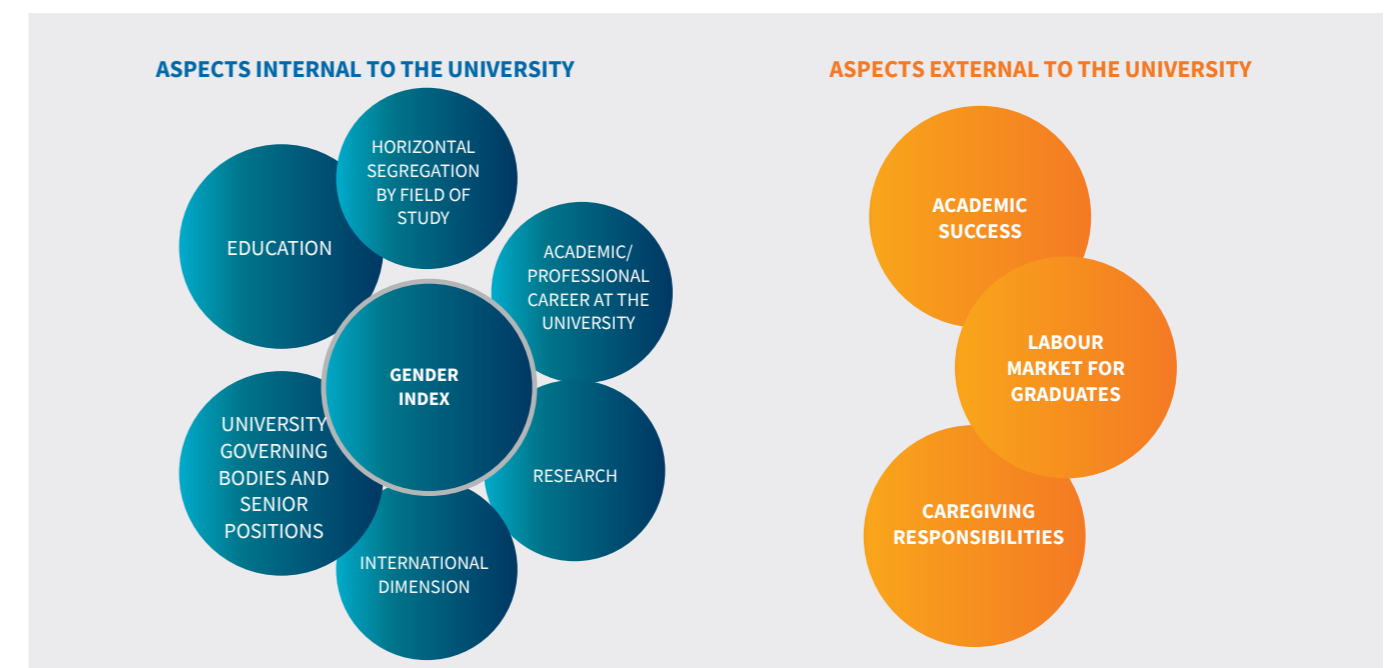 ASPECTS INTERNAL TO THE UNIVERSITY
HORIZONTAL
SEGREGATION
BY FIELD OF
STUDY
EDUCATION
ACADEMIC/
PROFESSIONAL
CAREER AT THE
UNIVERSITY
GENDER
INDEX
UNIVERSITY
GOVERNING
BODIES AND
SENIOR
POSITIONS
RESEARCH
INTERNATIONAL
DIMENSION
ASPECTS EXTERNAL TO THE UNIVERSITY
ACADEMIC
SUCCESS
LABOUR
MARKET FOR
GRADUATES
CAREGIVING
RESPONSIBILITIES